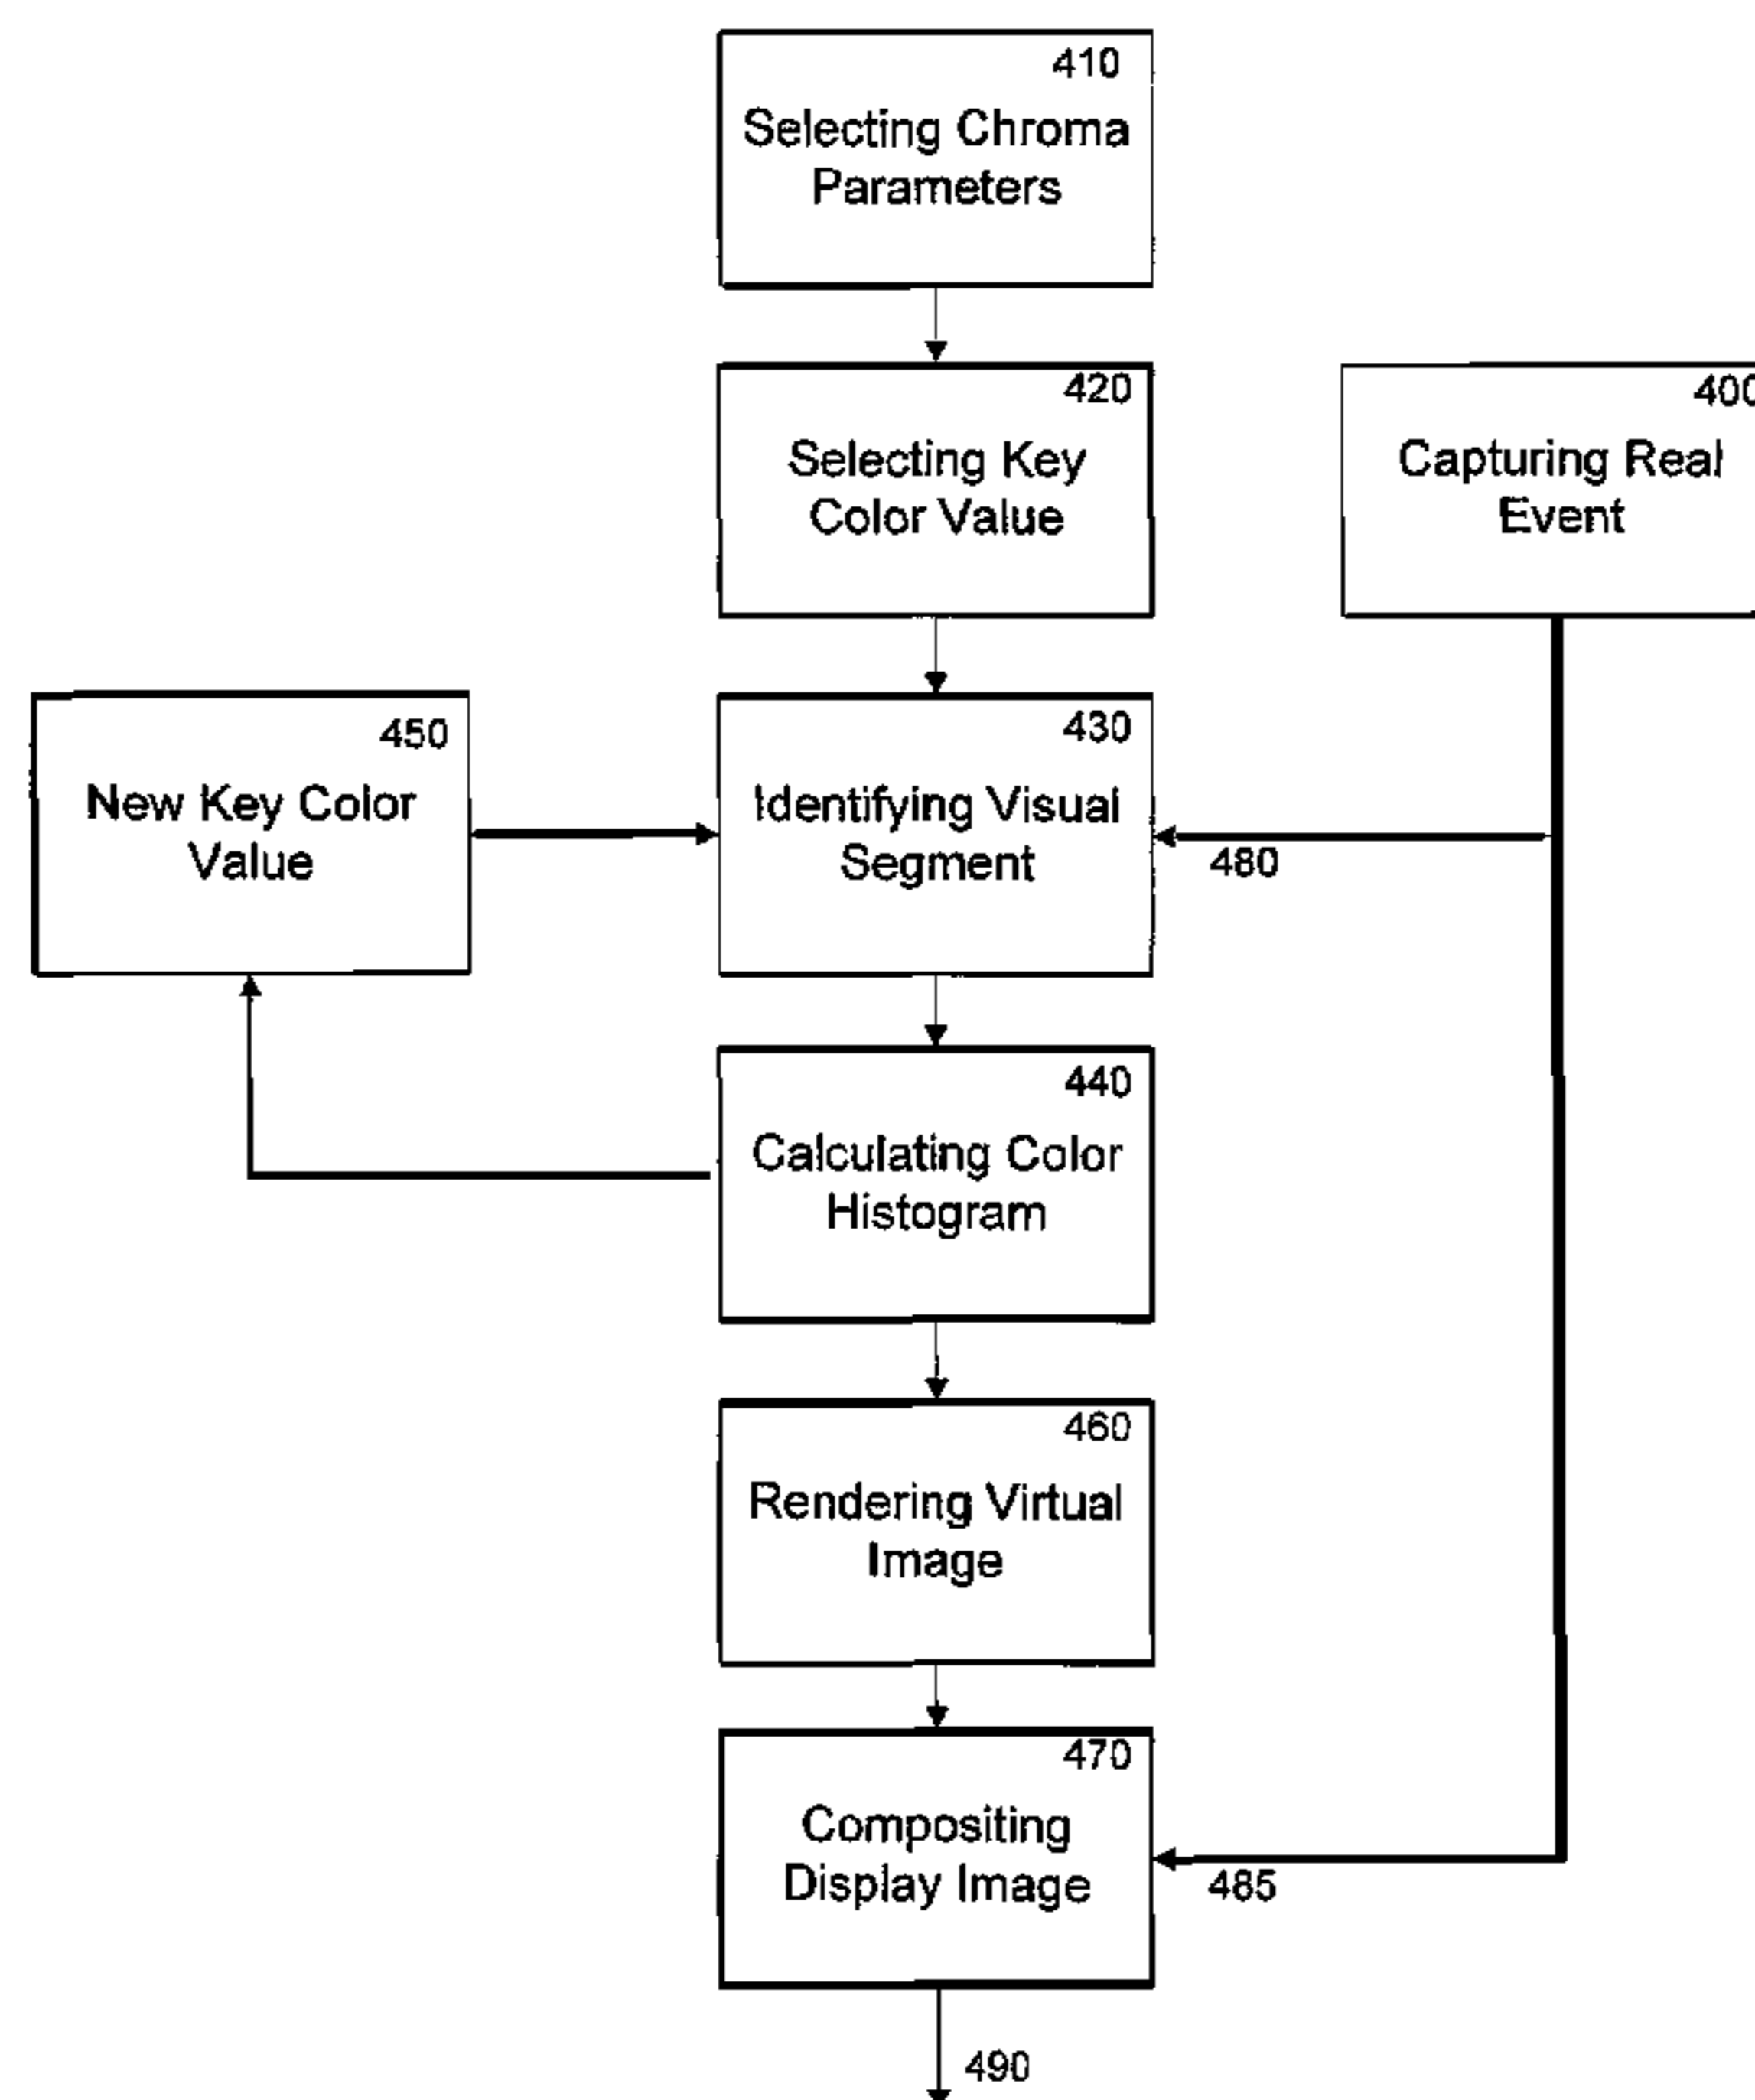 410
Selecting Chroma
Parameters
420
Selecting Key
Color Value
400
Capturing Real
Event
450
New Key Color
Value
430
Identifying Visual
Segment
480
440
Calculating Color
Histogram
460
Rendering Virtual
Image
470
Compositing
Display Image
485
490